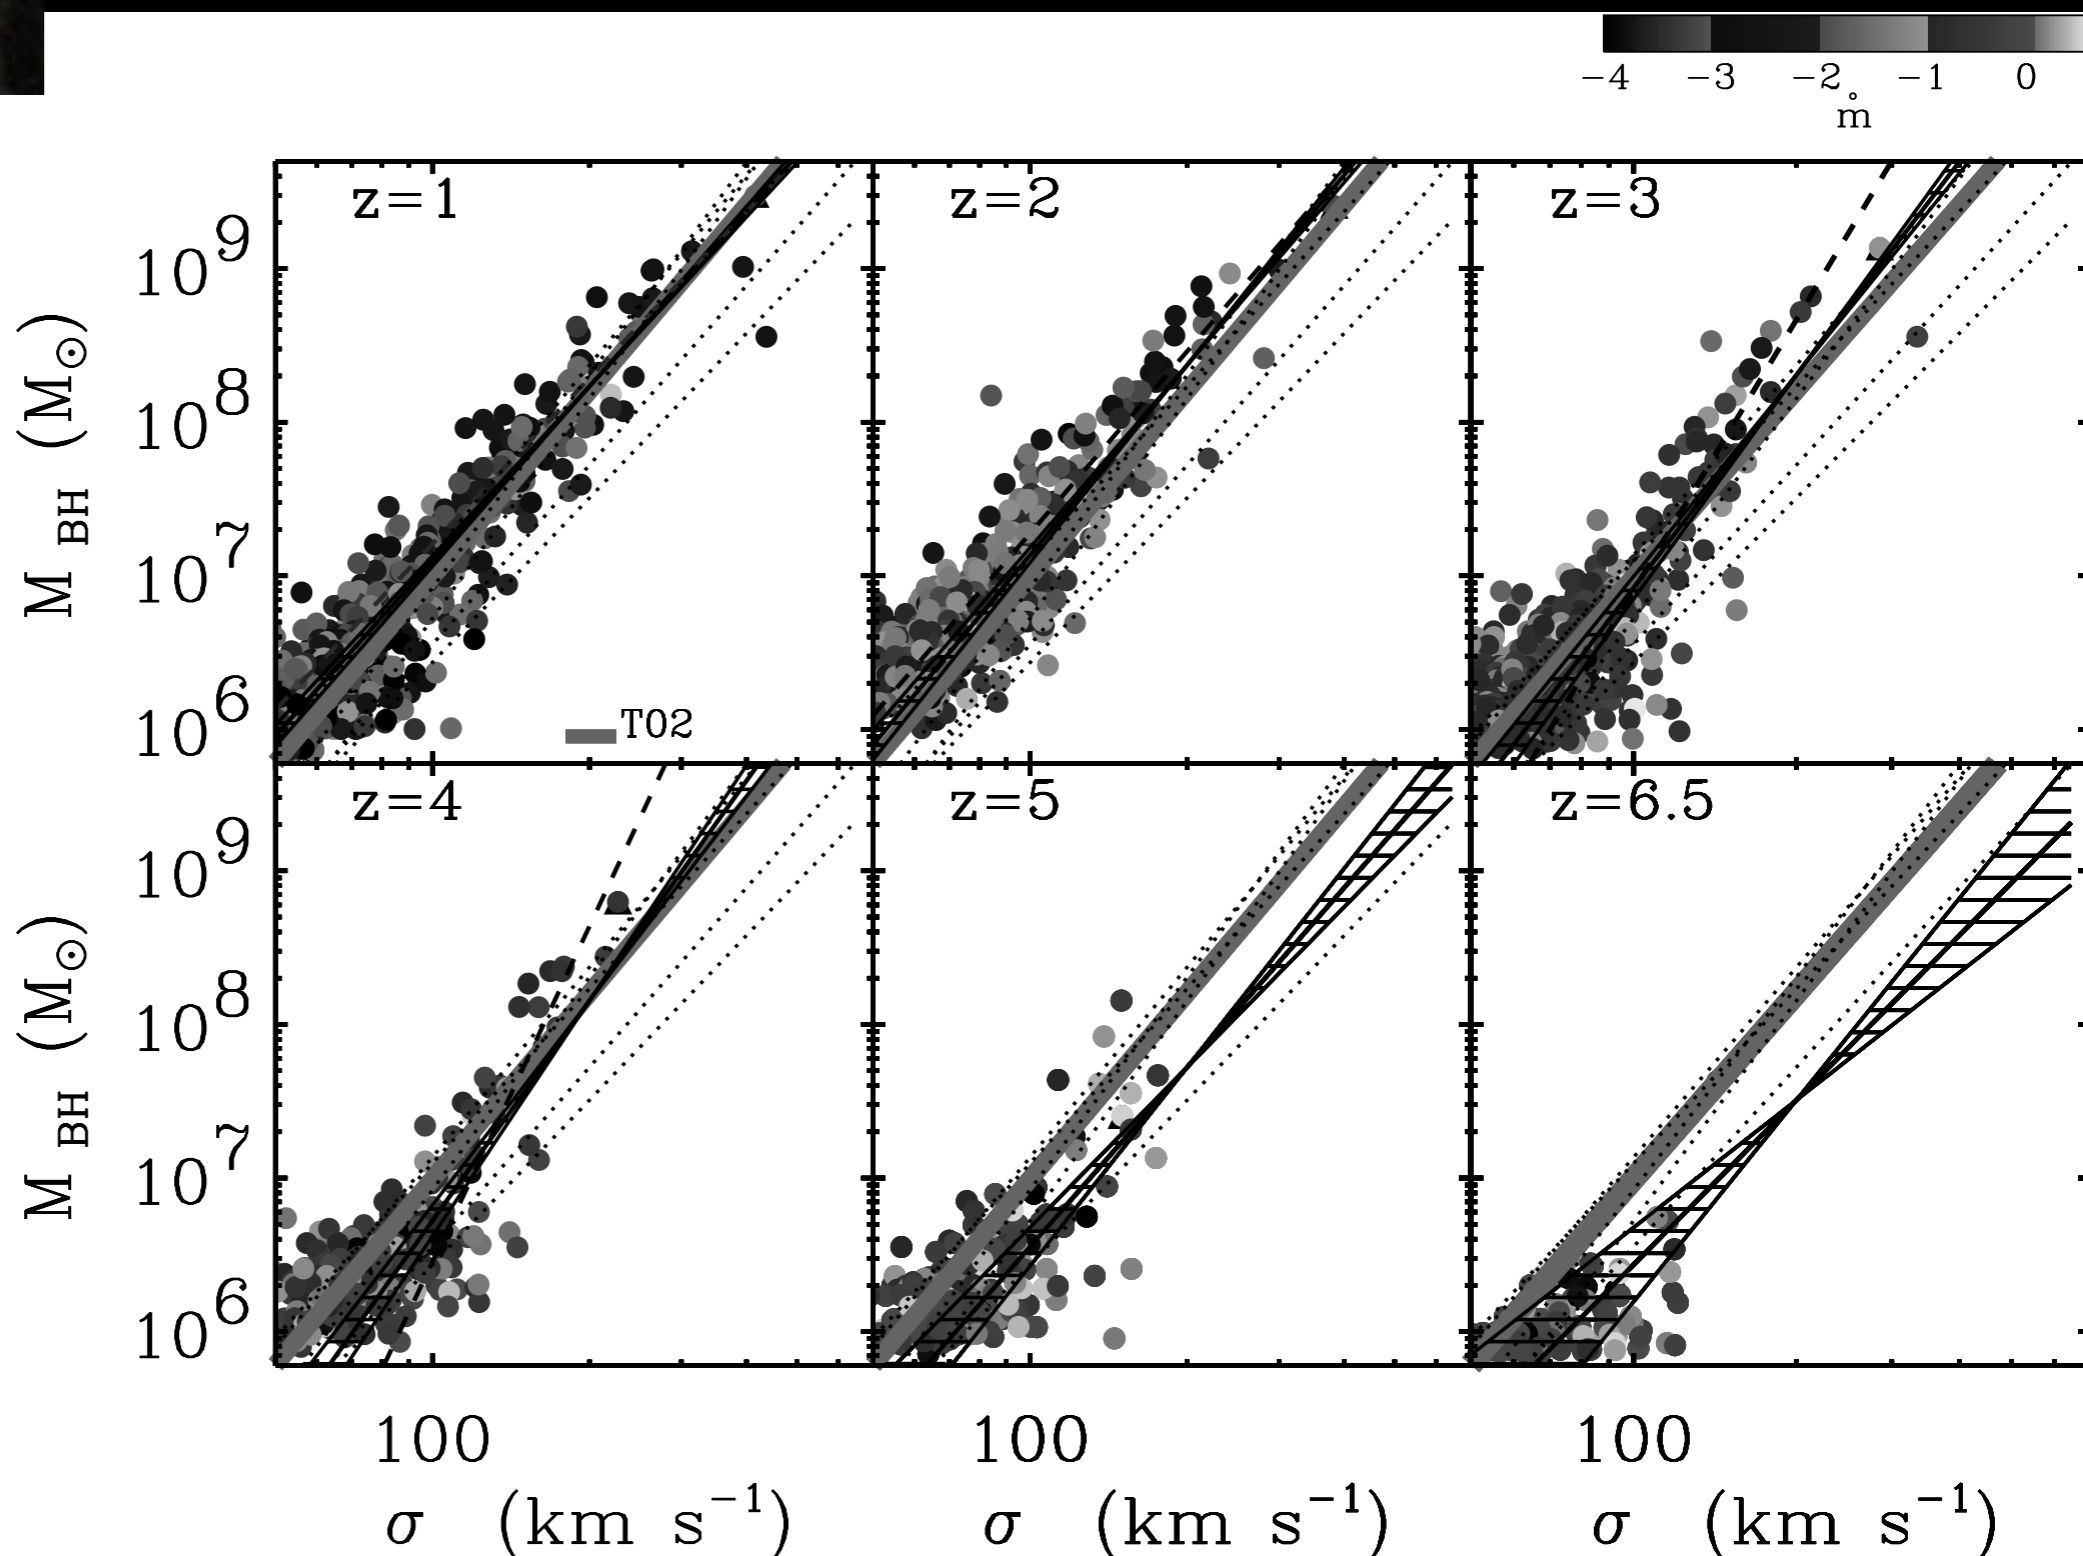 -4 -3 -2 -1 0
ṁ
z=1 z=2 z=3
10^9
10^8
10^7
10^6
M_BH (M_⊙)
T02
z=4 z=5 z=6.5
10^9
10^8
10^7
10^6
M_BH (M_⊙)
100 100 100
σ (km s^-1) σ (km s^-1) σ (km s^-1)